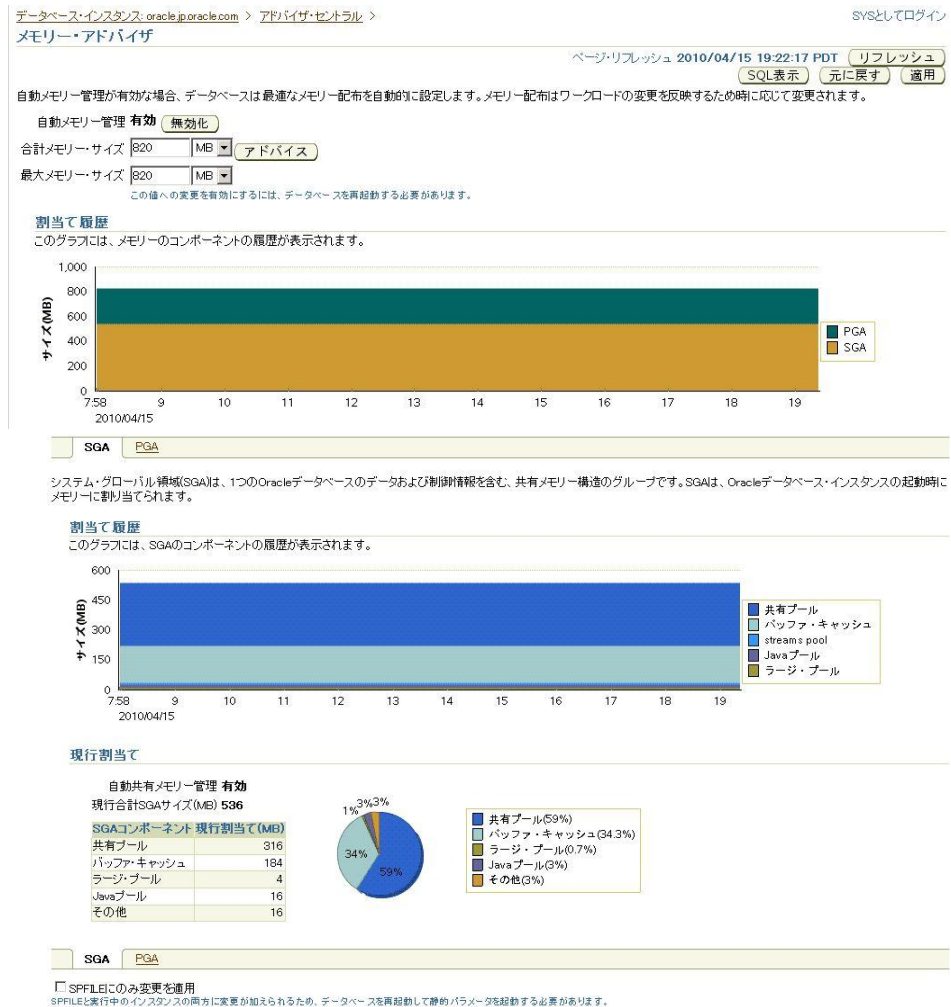 データベース・インスタンス: oracle.jp.oracle.com > アドバイザ・セントラル >
SYSとしてログイン
メモリー・アドバイザ
ページ・リフレッシュ 2010/04/15 19:22:17 PDT リフレッシュ
SQL表示 元に戻す 適用
自動メモリー管理が有効な場合、データベースは最適なメモリー配布を自動的に設定します。メモリー配布はワークロードの変更を反映するため時に応じて変更されます。
自動メモリー管理 有効 無効化
合計メモリー・サイズ 820 MB アドバイス
最大メモリー・サイズ 820 MB
この値への変更を有効にするには、データベースを再起動する必要があります。
割当て履歴
このグラフには、メモリーのコンポーネントの履歴が表示されます。
サイズ(MB)
1,000
800
600
400
200
0
7:58 9 10 11 12 13 14 15 16 17 18 19
2010/04/15
PGA
SGA
SGA PGA
システム・グローバル領域(SGA)は、1つのOracleデータベースのデータおよび制御情報を含む、共有メモリー構造のグループです。SGAは、Oracleデータベース・インスタンスの起動時に
メモリーに割り当てられます。
割当て履歴
このグラフには、SGAのコンポーネントの履歴が表示されます。
サイズ(MB)
600
450
300
150
0
7:58 9 10 11 12 13 14 15 16 17 18 19
2010/04/15
共有プール
バッファ・キャッシュ
streams pool
Javaプール
ラージ・プール
現行割当て
自動共有メモリー管理 有効
現行合計SGAサイズ(MB) 536
SGAコンポーネント 現行割当て(MB)
共有プール 316
バッファ・キャッシュ 184
ラージ・プール 4
Javaプール 16
その他 16
1% 3% 3%
34%
59%
共有プール(59%)
バッファ・キャッシュ(34.3%)
ラージ・プール(0.7%)
Javaプール(3%)
その他(3%)
SGA PGA
SPFILEにのみ変更を適用
SPFILEと実行中のインスタンスの両方に変更が加えられるため、データベースを再起動して静的パラメータを起動する必要があります。